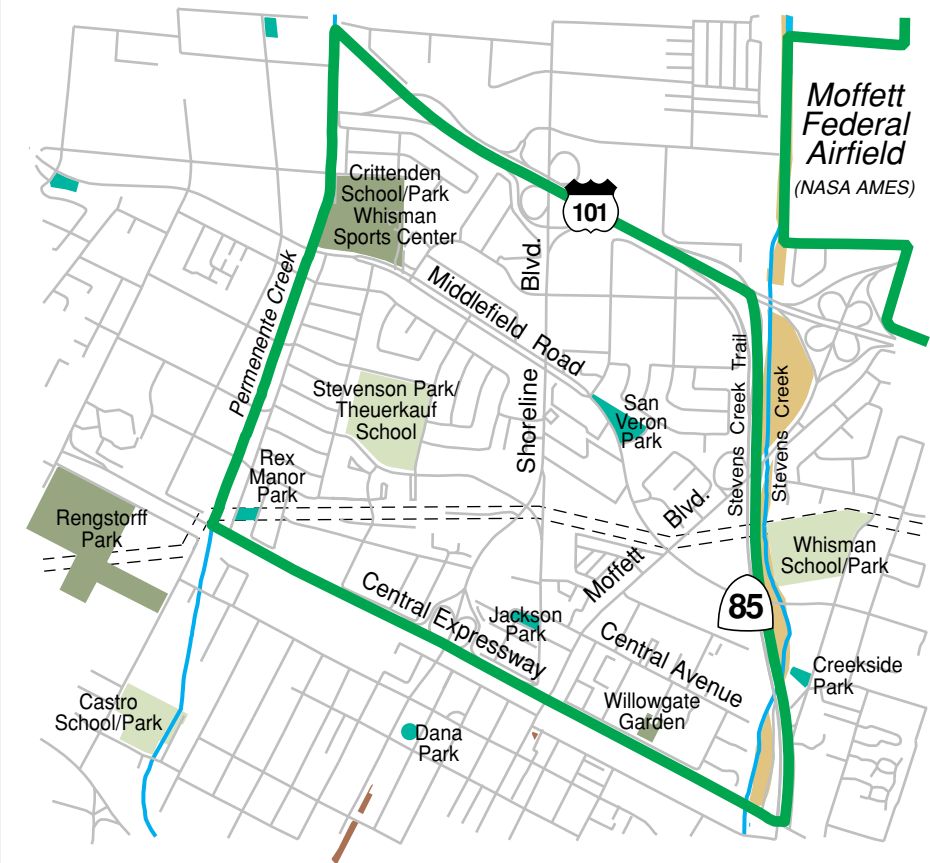 Moffett
Federal
Airfield
(NASA AMES)
Crittenden
School/Park
Whisman
Sports Center
101
Blvd.
Permenente Creek
Middlefield Road
Stevens Creek Trail
Stevens Creek
Stevenson Park/
Theuerkauf
School
Shoreline
San
Veron
Park
Rex
Manor
Park
Blvd.
Rengstorff
Park
Whisman
School/Park
Moffett
Central Expressway
85
Jackson
Park
Central Avenue
Creekside
Park
Castro
School/Park
Willowgate
Garden
Dana
Park